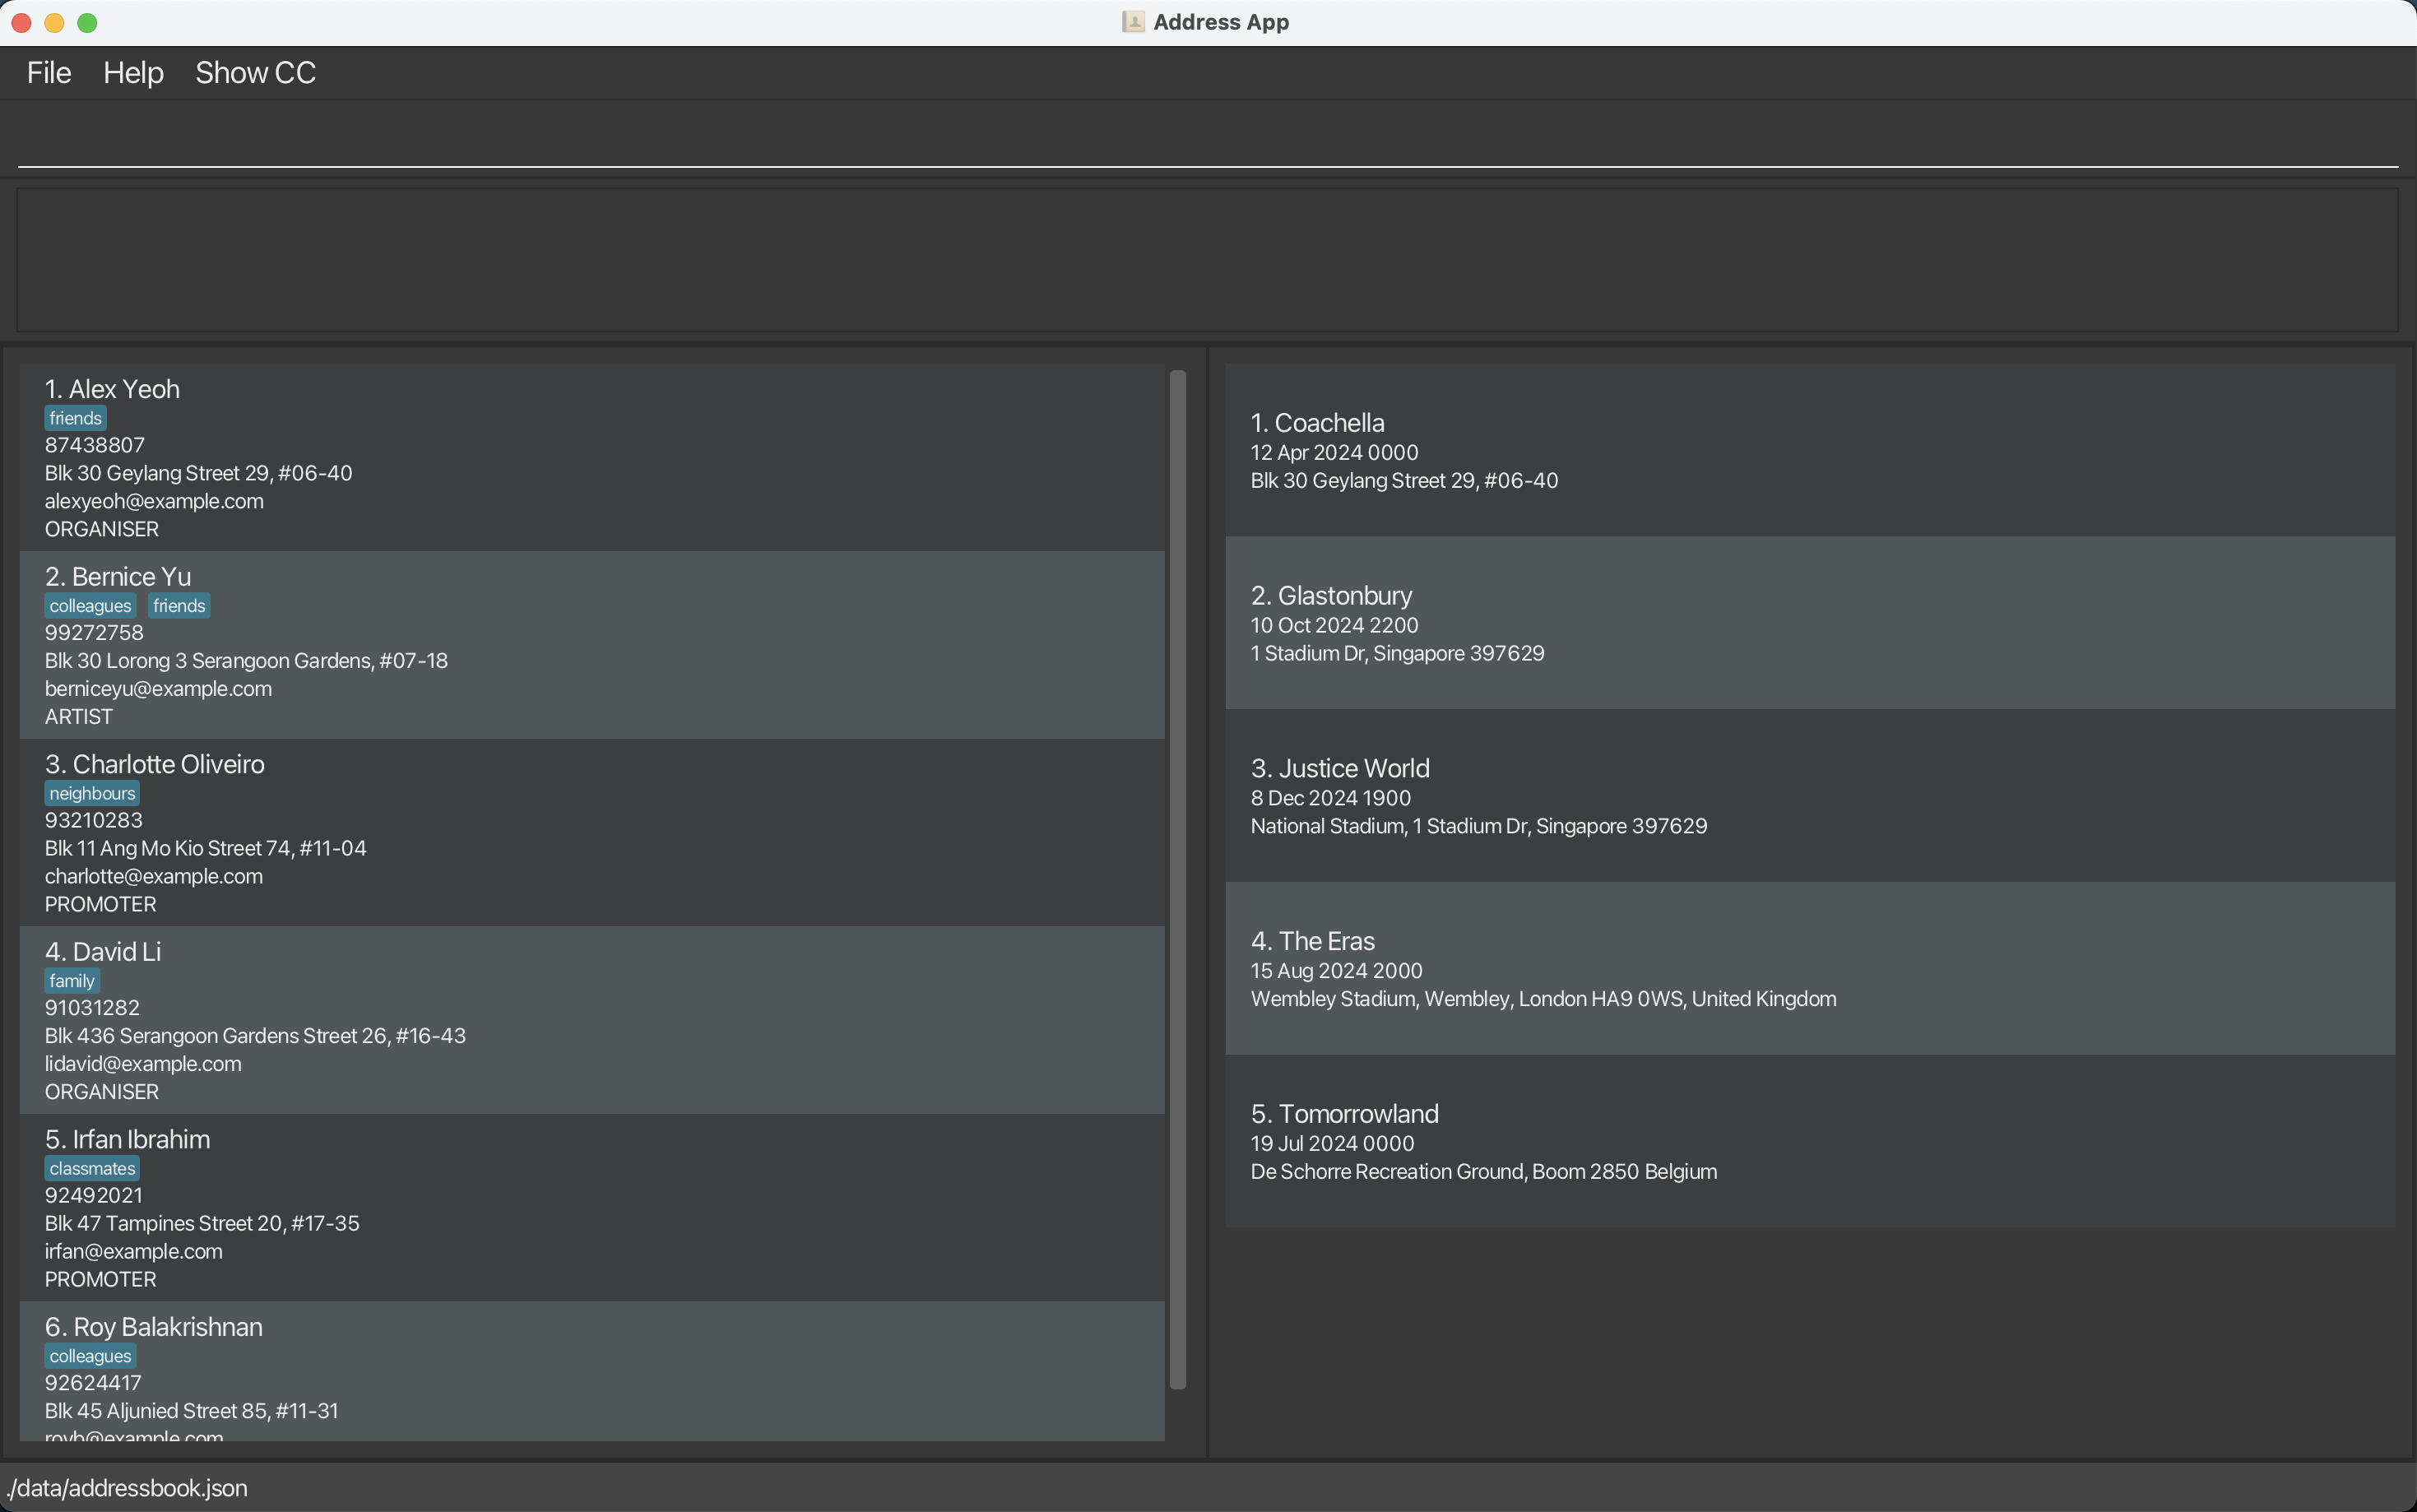 Address App
File Help Show CC
1. Alex Yeoh
friends
87438807
Blk 30 Geylang Street 29, #06-40
alexyeoh@example.com
ORGANISER
2. Bernice Yu
colleagues friends
99272758
Blk 30 Lorong 3 Serangoon Gardens, #07-18
berniceyu@example.com
ARTIST
3. Charlotte Oliveiro
neighbours
93210283
Blk 11 Ang Mo Kio Street 74, #11-04
charlotte@example.com
PROMOTER
4. David Li
family
91031282
Blk 436 Serangoon Gardens Street 26, #16-43
lidavid@example.com
ORGANISER
5. Irfan Ibrahim
classmates
92492021
Blk 47 Tampines Street 20, #17-35
irfan@example.com
PROMOTER
6. Roy Balakrishnan
colleagues
92624417
Blk 45 Aljunied Street 85, #11-31
royb@example.com
1. Coachella
12 Apr 2024 0000
Blk 30 Geylang Street 29, #06-40
2. Glastonbury
10 Oct 2024 2200
1 Stadium Dr, Singapore 397629
3. Justice World
8 Dec 2024 1900
National Stadium, 1 Stadium Dr, Singapore 397629
4. The Eras
15 Aug 2024 2000
Wembley Stadium, Wembley, London HA9 0WS, United Kingdom
5. Tomorrowland
19 Jul 2024 0000
De Schorre Recreation Ground, Boom 2850 Belgium
./data/addressbook.json